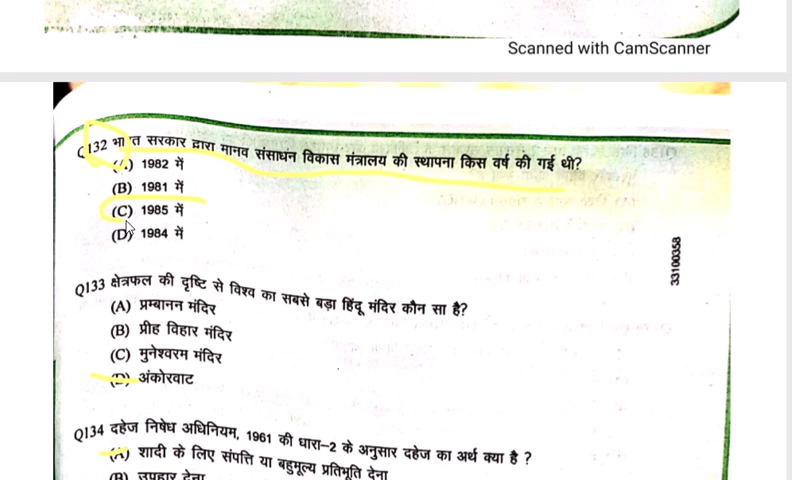 Scanned with CamScanner
Q132 भारत सरकार द्वारा मानव संसाधन विकास मंत्रालय की स्थापना किस वर्ष की गई थी?
(A) 1982 में
(B) 1981 में
(C) 1985 में
(D) 1984 में
33100358
Q133 क्षेत्रफल की दृष्टि से विश्व का सबसे बड़ा हिंदू मंदिर कौन सा है?
(A) प्रम्बानन मंदिर
(B) प्रीह विहार मंदिर
(C) मुनेश्वरम मंदिर
(D) अंकोरवाट
Q134 दहेज निषेध अधिनियम, 1961 की धारा-2 के अनुसार दहेज का अर्थ क्या है ?
(A) शादी के लिए संपत्ति या बहुमूल्य प्रतिभूति देना
(B) उपहार देना